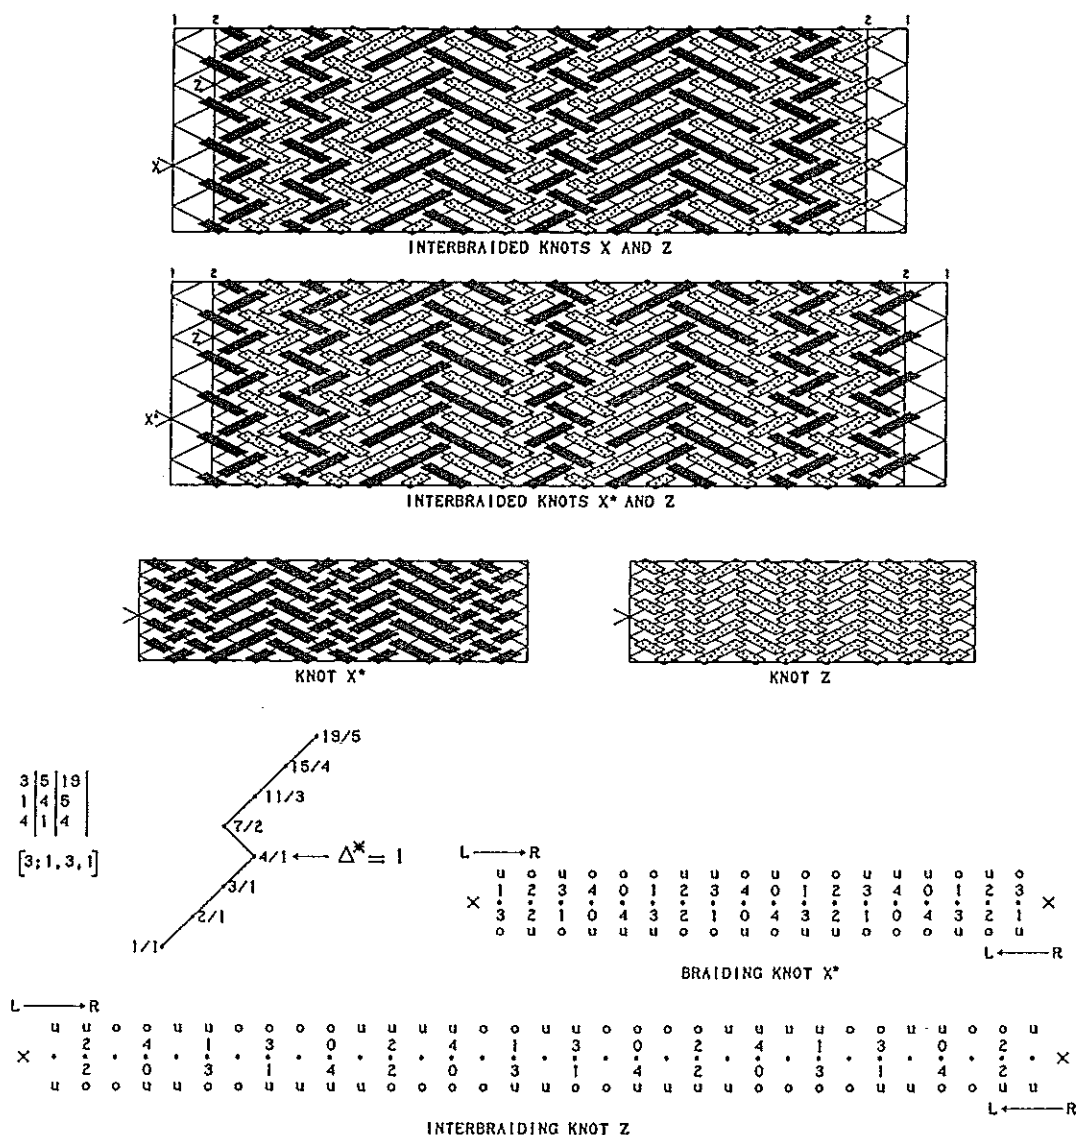 1 2 2 1
Z
X
INTERBRAIDED KNOTS X AND Z
1 2 2 1
Z
X*
INTERBRAIDED KNOTS X* AND Z
KNOT X*
KNOT Z
19/5
15/4
11/3
7/2
4/1 ← Δ* = 1
3/1
2/1
1/1
3 | 5 | 19 |
1 | 4 | 5 |
4 | 1 | 4 |
[3;1,3,1]
L → R
1 2 3 4 0 1 2 3 4 0 1 2 3 4 0 1 2 3
× ×
3 2 1 0 4 3 2 1 0 4 3 2 1 0 4 3 2 1
L ← R
BRAIDING KNOT X*
L → R
2 4 1 3 0 2 4 1 3 0 2 4 1 3 0 2
× ×
2 0 3 1 4 2 0 3 1 4 2 0 3 1 4 2
L ← R
INTERBRAIDING KNOT Z